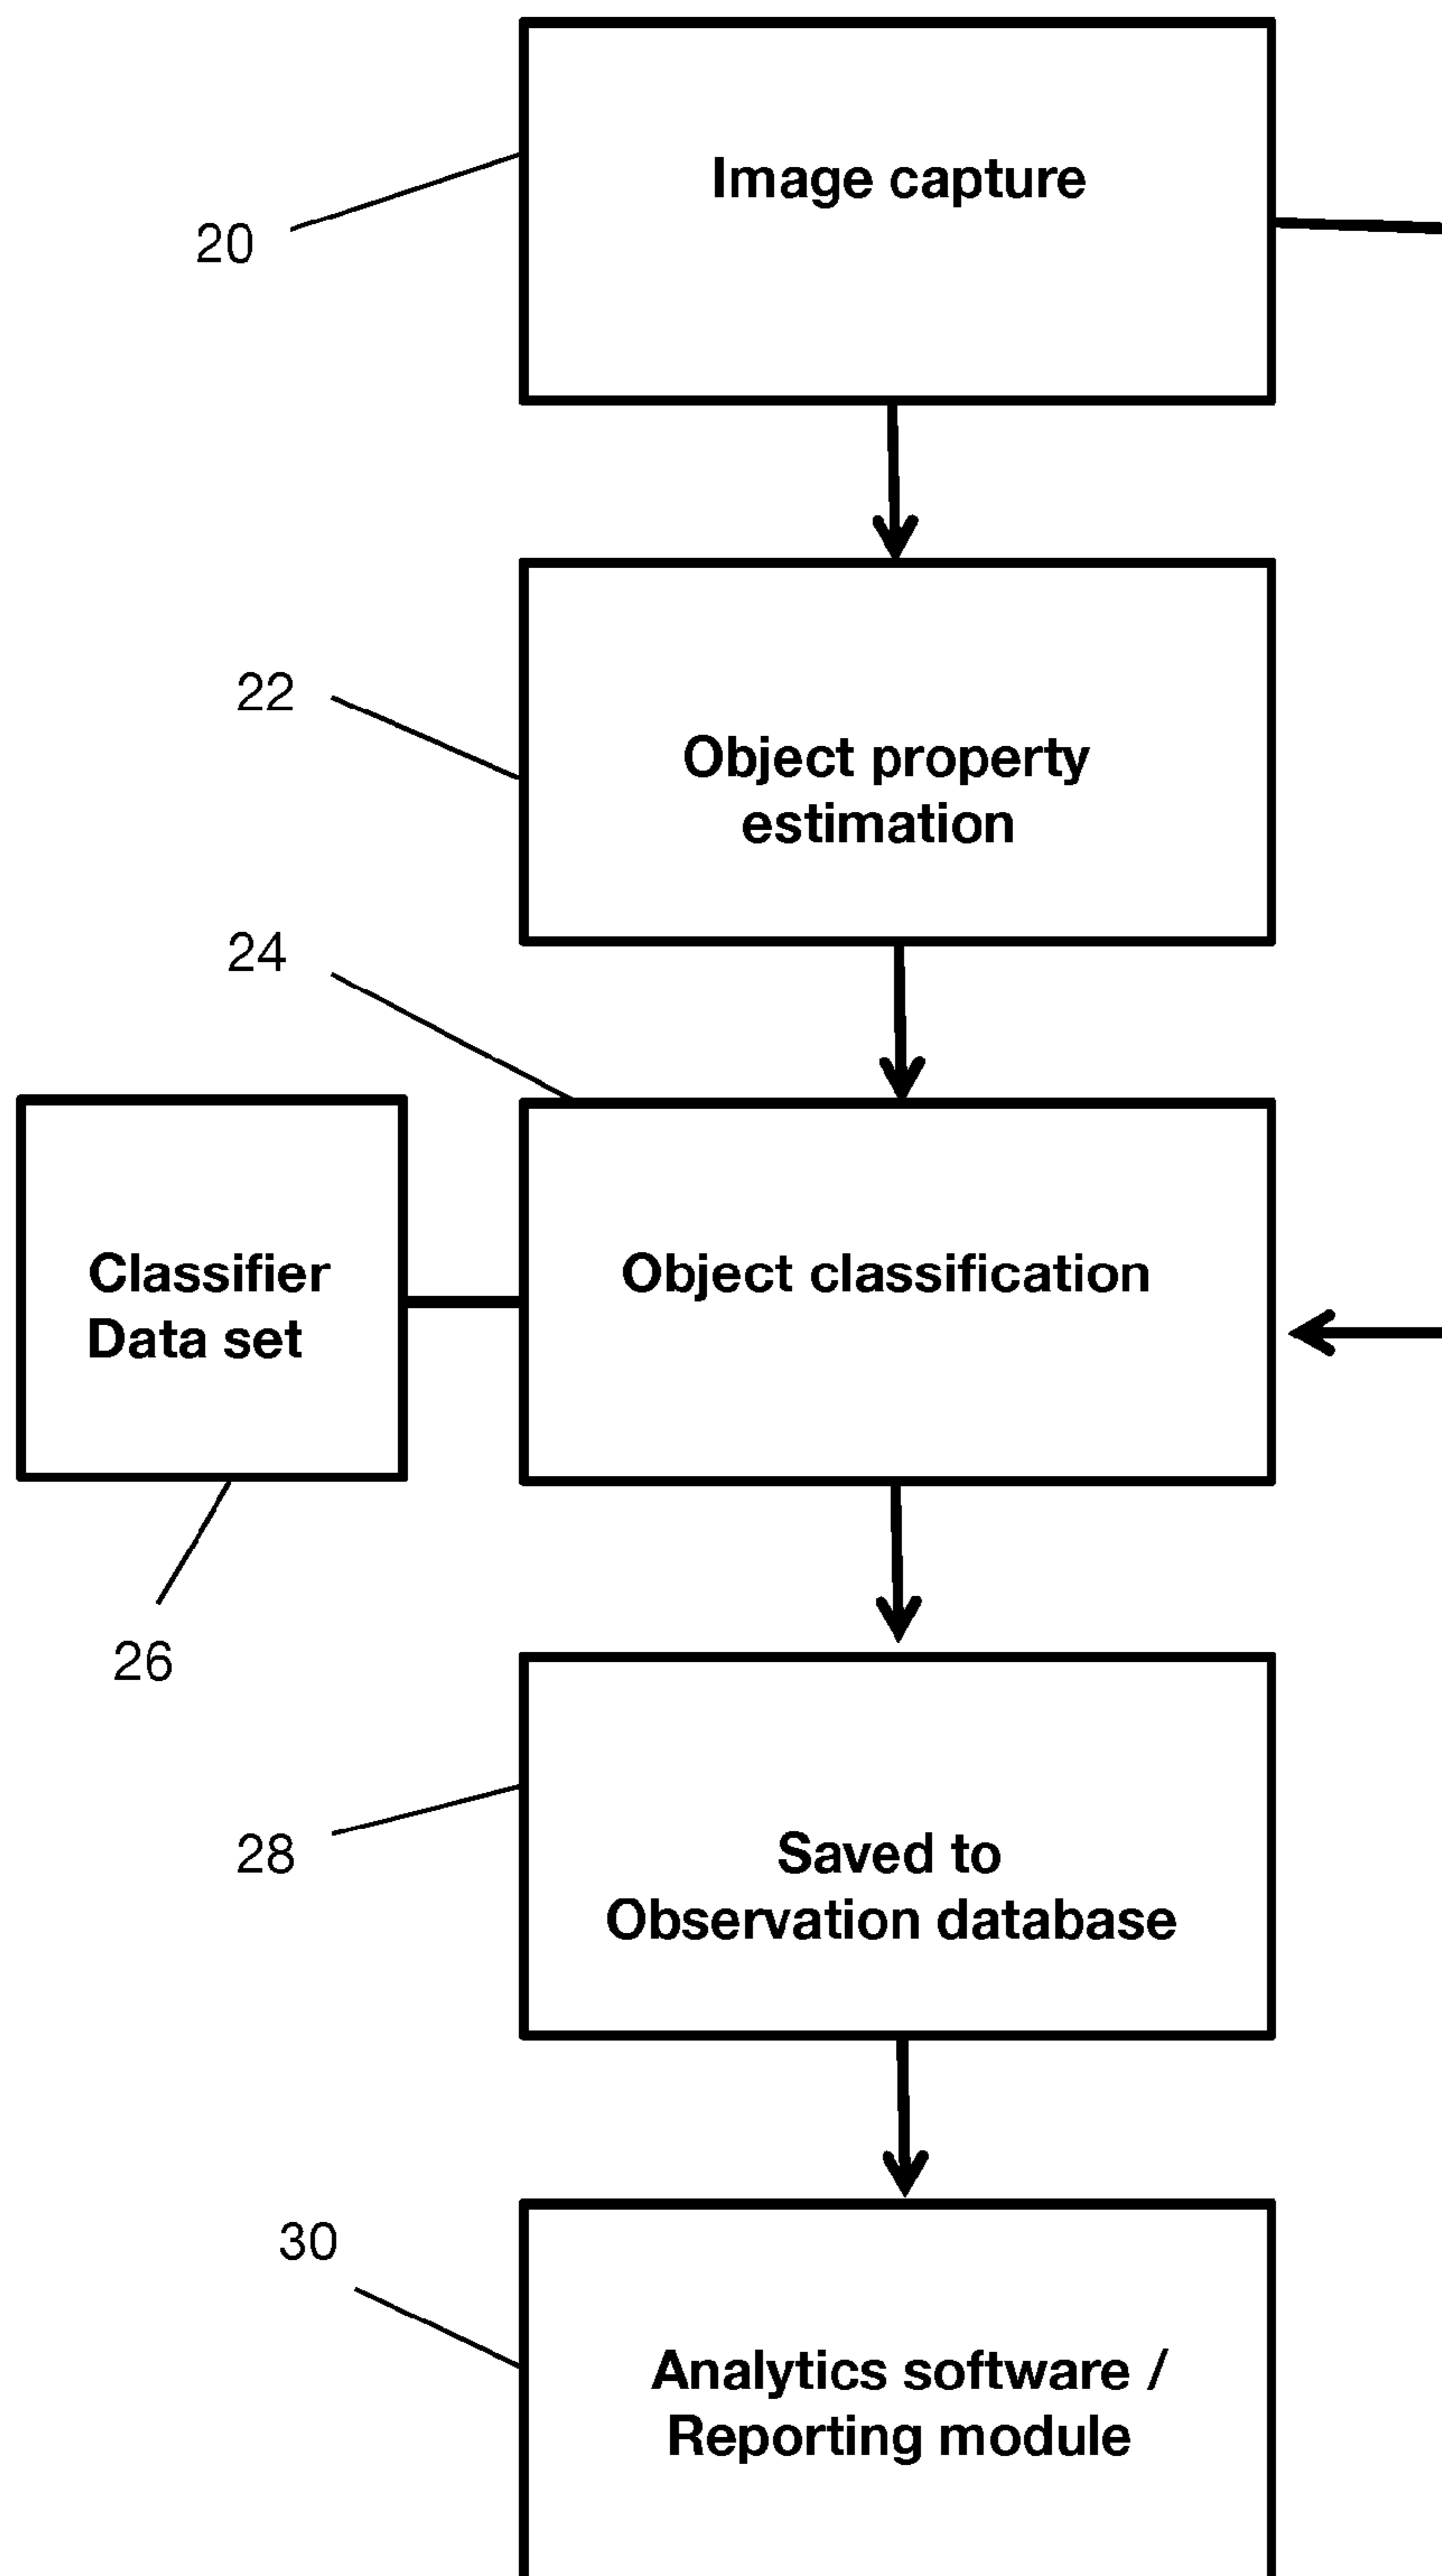 Image capture
20
22
Object property
estimation
24
Classifier
Data set
Object classification
26
28
Saved to
Observation database
30
Analytics software /
Reporting module